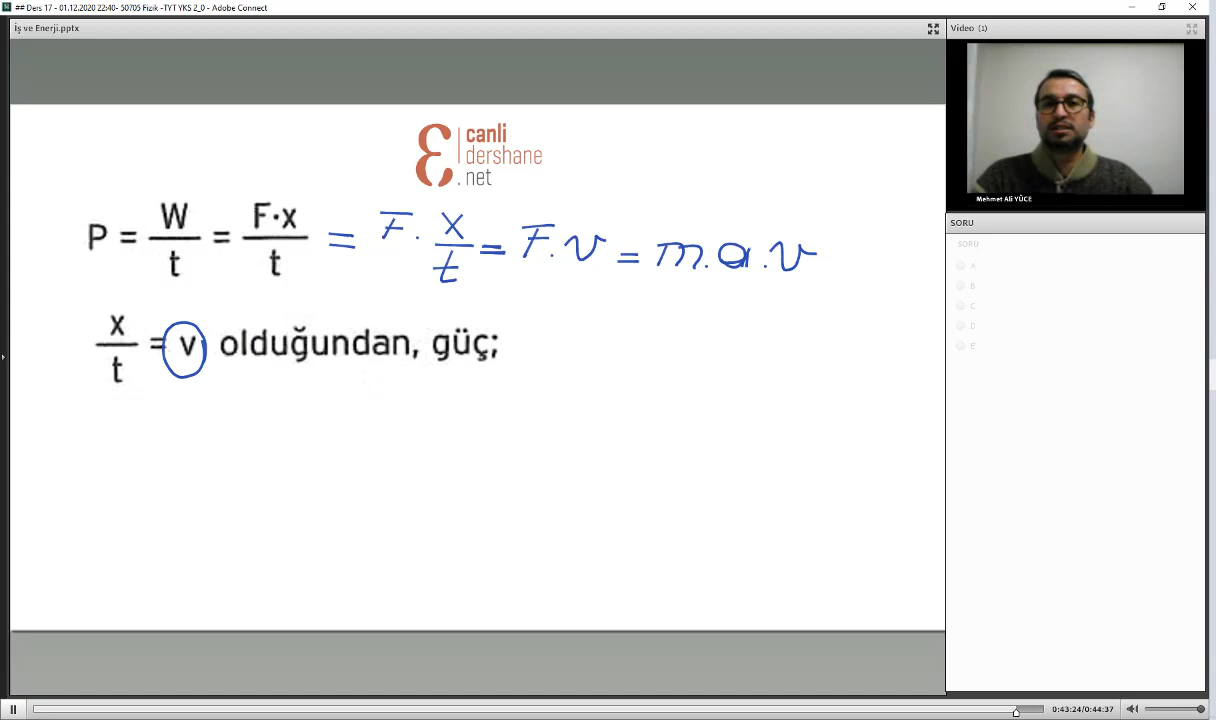 ## Ders 17 - 01.12.2020 22:40- 50705 Fizik -TYT YKS 2_0 - Adobe Connect
İş ve Enerji.pptx
Video (1)
canli
dershane
.net
Mehmet Ali YÜCE
SORU
SORU
A
B
C
D
E
P = W/t = F·x/t = F. x/t = F.v = m.a.v
x/t = v olduğundan, güç;
0:43:24/0:44:37